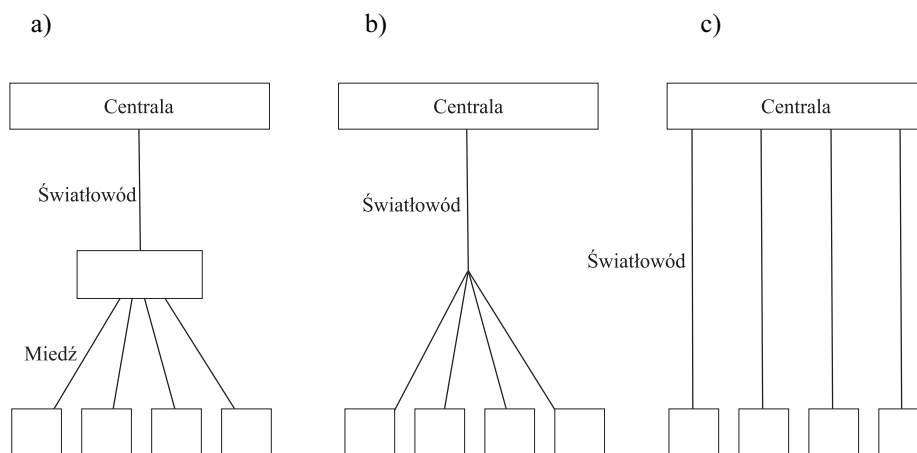 a)
b)
c)
Centrala
Centrala
Centrala
Światłowód
Światłowód
Światłowód
Miedź